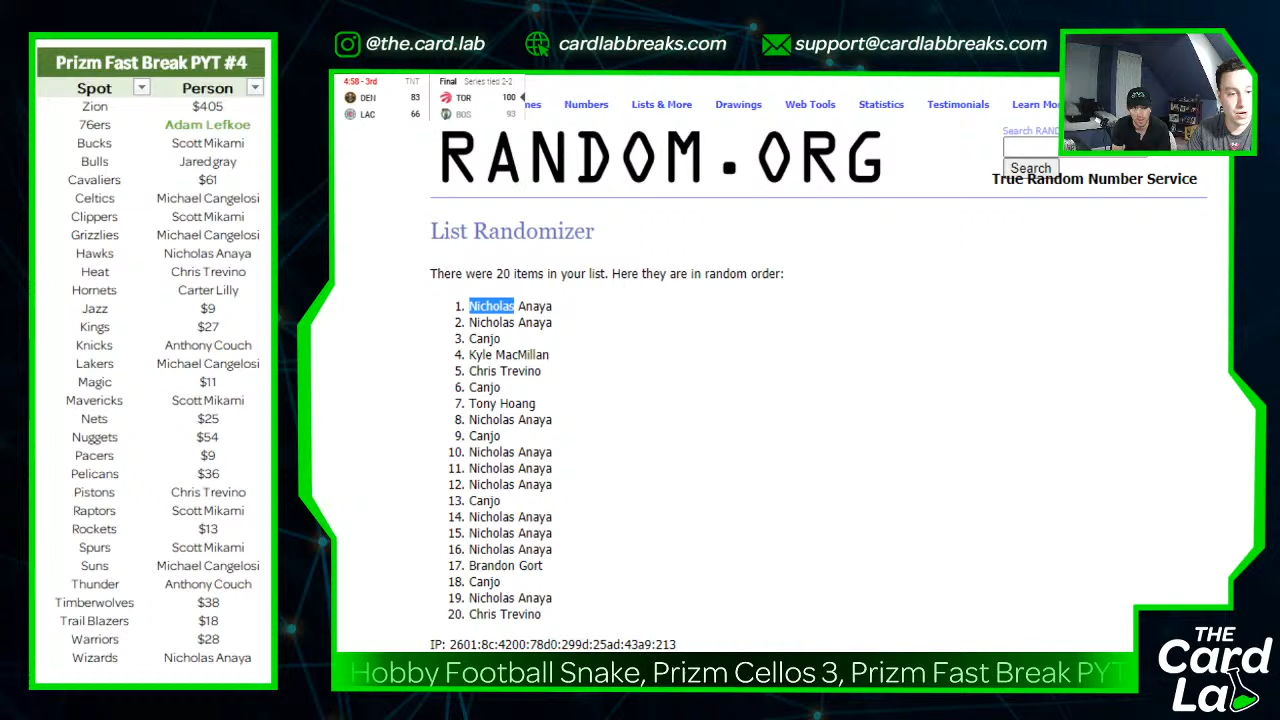 Prizm Fast Break PYT #4
Spot Person
Zion $405
76ers Adam Lefkoe
Bucks Scott Mikami
Bulls Jared gray
Cavaliers $61
Celtics Michael Cangelosi
Clippers Scott Mikami
Grizzlies Michael Cangelosi
Hawks Nicholas Anaya
Heat Chris Trevino
Hornets Carter Lilly
Jazz $9
Kings $27
Knicks Anthony Couch
Lakers Michael Cangelosi
Magic $11
Mavericks Scott Mikami
Nets $25
Nuggets $54
Pacers $9
Pelicans $36
Pistons Chris Trevino
Raptors Scott Mikami
Rockets $13
Spurs Scott Mikami
Suns Michael Cangelosi
Thunder Anthony Couch
Timberwolves $38
Trail Blazers $18
Warriors $28
Wizards Nicholas Anaya
@the.card.lab cardlabbreaks.com support@cardlabbreaks.com
4:58 - 3rd TNT
DEN 83
LAC 66
Final Series tied 2-2
TOR 100
BOS 93
Numbers Lists & More Drawings Web Tools Statistics Testimonials Learn
RANDOM.ORG
Search
Search
True Random Number Service
List Randomizer
There were 20 items in your list. Here they are in random order:
1. Nicholas Anaya
2. Nicholas Anaya
3. Canjo
4. Kyle MacMillan
5. Chris Trevino
6. Canjo
7. Tony Hoang
8. Nicholas Anaya
9. Canjo
10. Nicholas Anaya
11. Nicholas Anaya
12. Nicholas Anaya
13. Canjo
14. Nicholas Anaya
15. Nicholas Anaya
16. Nicholas Anaya
17. Brandon Gort
18. Canjo
19. Nicholas Anaya
20. Chris Trevino
IP: 2601:8c:4200:78d0:299d:25ad:43a9:213
Hobby Football Snake, Prizm Cellos 3, Prizm Fast Break PYT
THE
Card
Lab